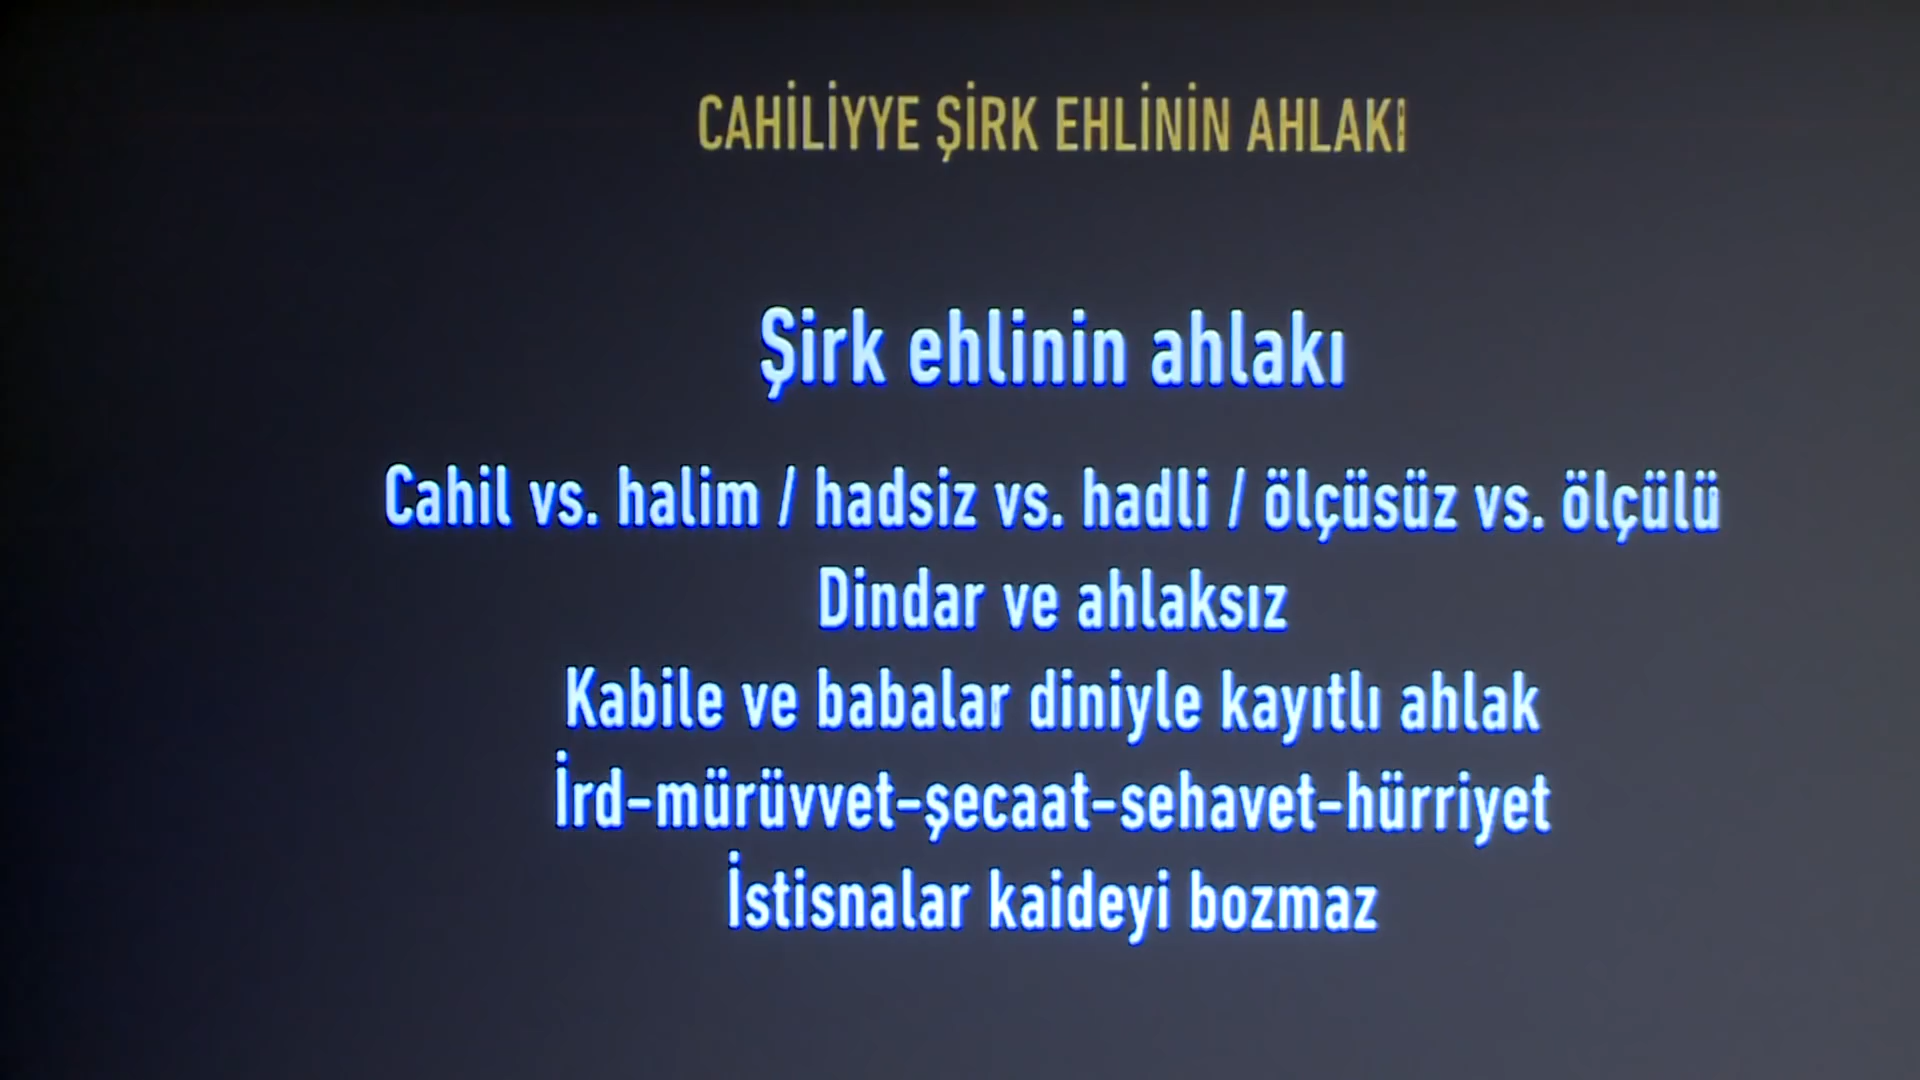 CAHİLİYYE ŞİRK EHLİNİN AHLAKI
Şirk ehlinin ahlakı
Cahil vs. halim / hadsiz vs. hadli / ölçüsüz vs. ölçülü
Dindar ve ahlaksız
Kabile ve babalar diniyle kayıtlı ahlak
İrd-mürüvvet-şecaat-sehavet-hürriyet
İstisnalar kaideyi bozmaz